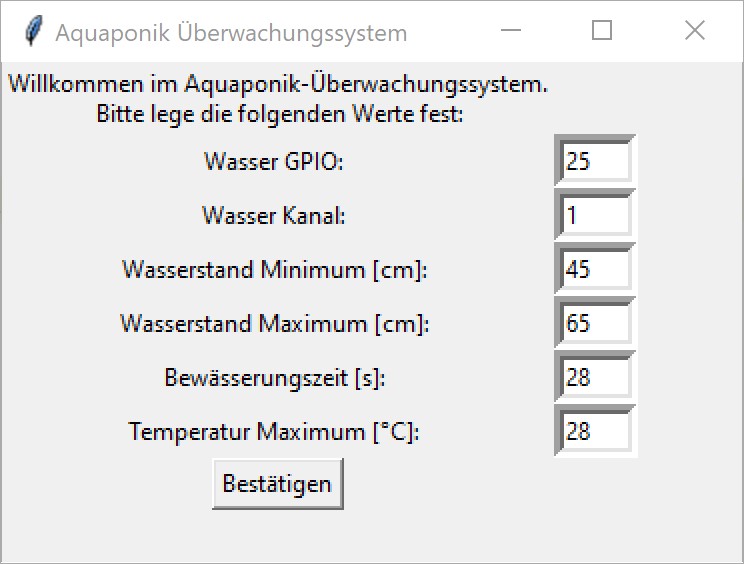 Aquaponik Überwachungssystem
Willkommen im Aquaponik-Überwachungssystem.
Bitte lege die folgenden Werte fest:
Wasser GPIO: 25
Wasser Kanal: 1
Wasserstand Minimum [cm]: 45
Wasserstand Maximum [cm]: 65
Bewässerungszeit [s]: 28
Temperatur Maximum [°C]: 28
Bestätigen